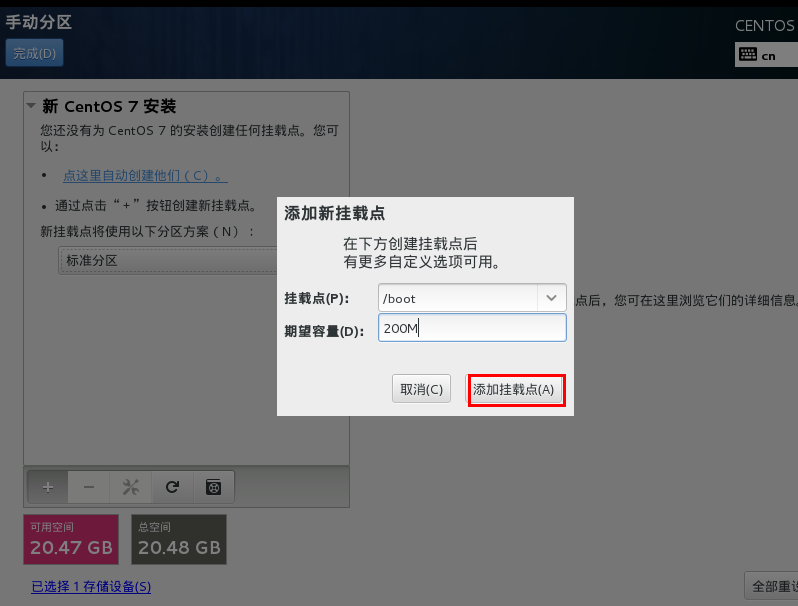 手动分区
CENTOS
完成(D)
cn
新 CentOS 7 安装
您还没有为 CentOS 7 的安装创建任何挂载点。您可
以：
• 点这里自动创建他们（C）。
• 通过点击“+”按钮创建新挂载点。
新挂载点将使用以下分区方案（N）：
标准分区
添加新挂载点
在下方创建挂载点后
有更多自定义选项可用。
挂载点(P):
/boot
期望容量(D):
200M
取消(C)
添加挂载点(A)
点后，您可在这里浏览它们的详细信息。
可用空间
20.47 GB
总空间
20.48 GB
已选择 1 存储设备(S)
全部重设